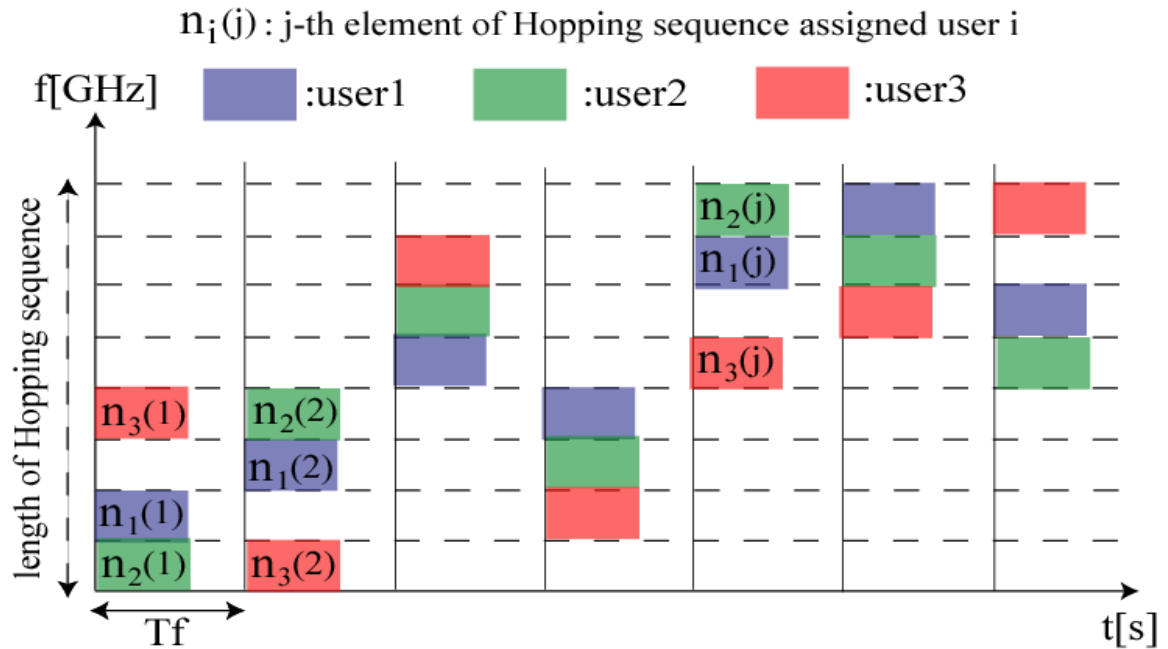 nᵢ(j) : j-th element of Hopping sequence assigned user i
f[GHz]
:user1
:user2
:user3
length of Hopping sequence
n₂(j)
n₁(j)
n₃(j)
n₃(1)
n₂(2)
n₁(2)
n₁(1)
n₂(1)
n₃(2)
Tf
t[s]